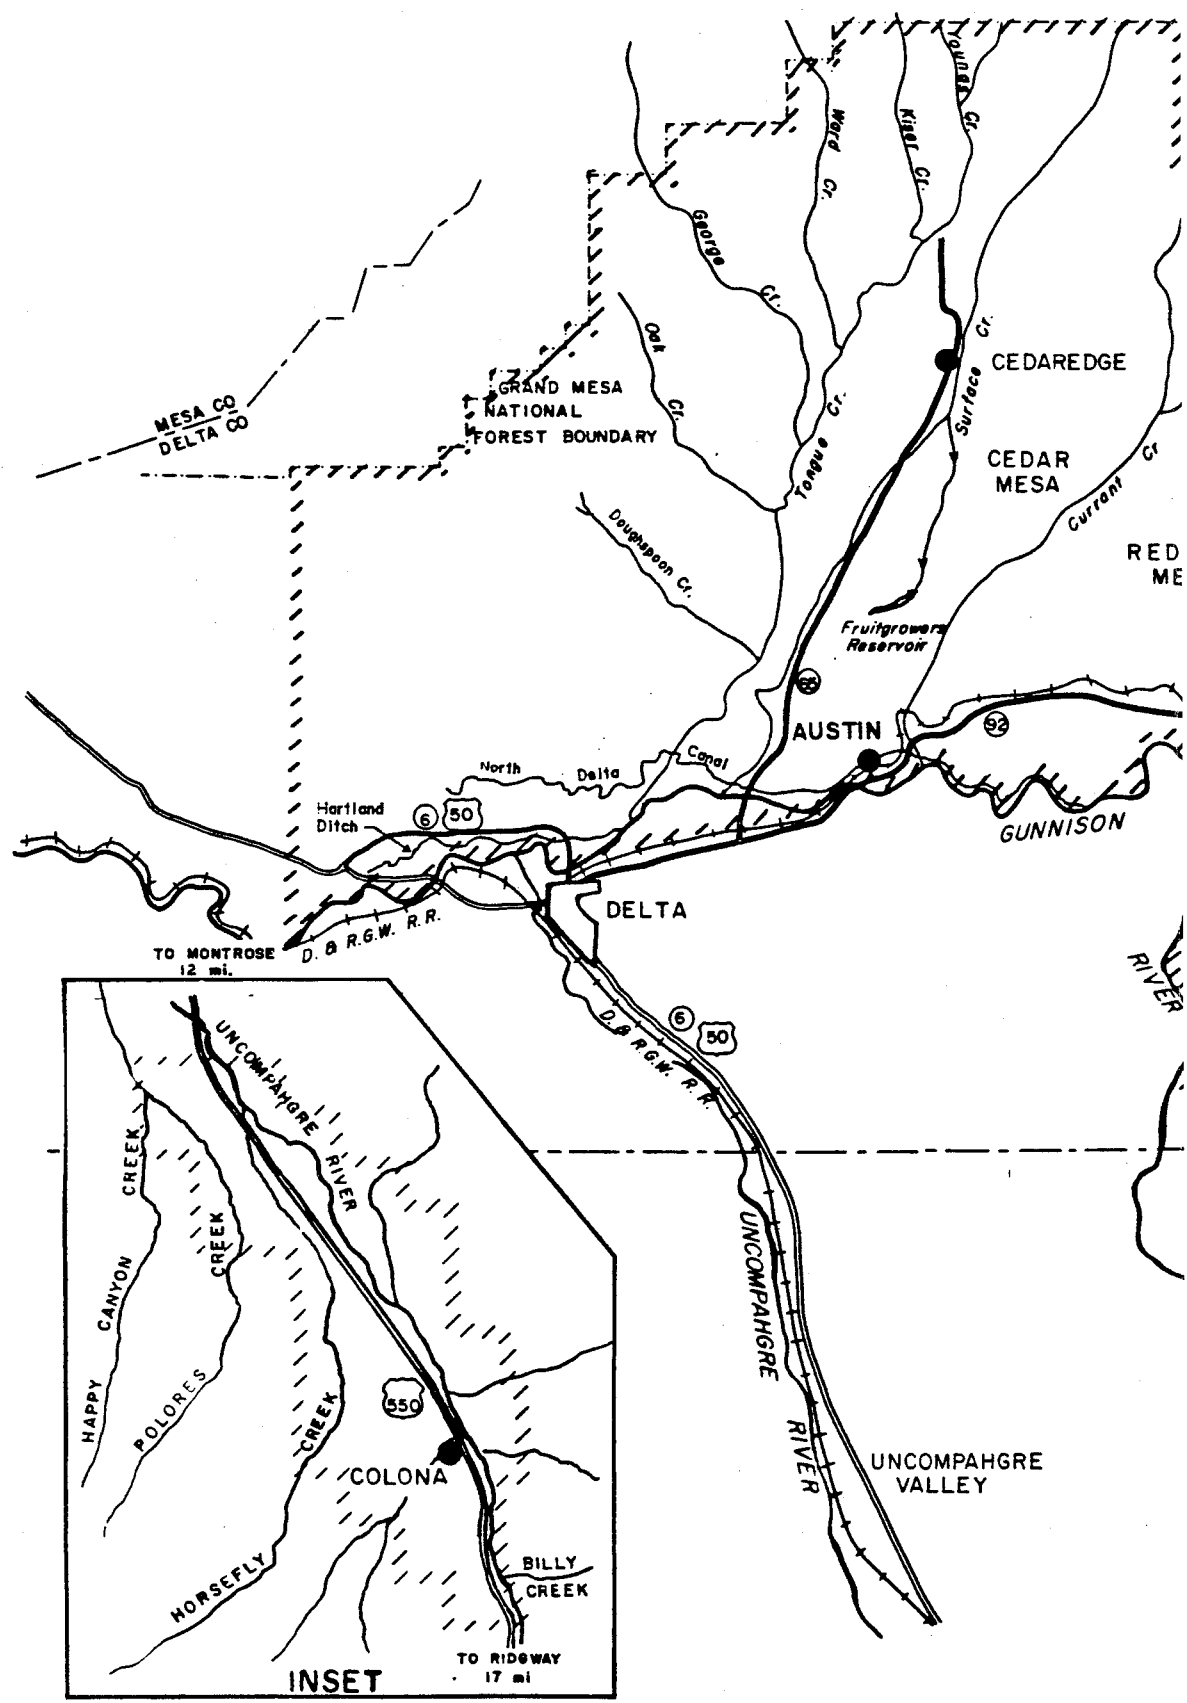 Youngs
Cr.
Ward
Cr.
Kiser Cr.
George
Cr.
Oak
Cr.
Cr.
Surface
CEDAREDGE
MESA CO
DELTA CO
GRAND MESA
NATIONAL
FOREST BOUNDARY
Tongue Cr.
CEDAR
MESA
Currant Cr
Doughspoon Cr.
RED
ME
Fruitgrowers
Reservoir
65
AUSTIN
92
North Delta Canal
Hartland
Ditch
6
50
GUNNISON
DELTA
D. & R.G.W. R.R.
TO MONTROSE
12 mi.
RIVER
6
50
D. & R.G.W. R.R.
UNCOMPAHGRE
RIVER
CREEK
CREEK
CANYON
HAPPY
POLORES
UNCOMPAHGRE
RIVER
550
CREEK
COLONA
HORSEFLY
BILLY
CREEK
UNCOMPAHGRE
VALLEY
TO RIDGWAY
17 mi
INSET